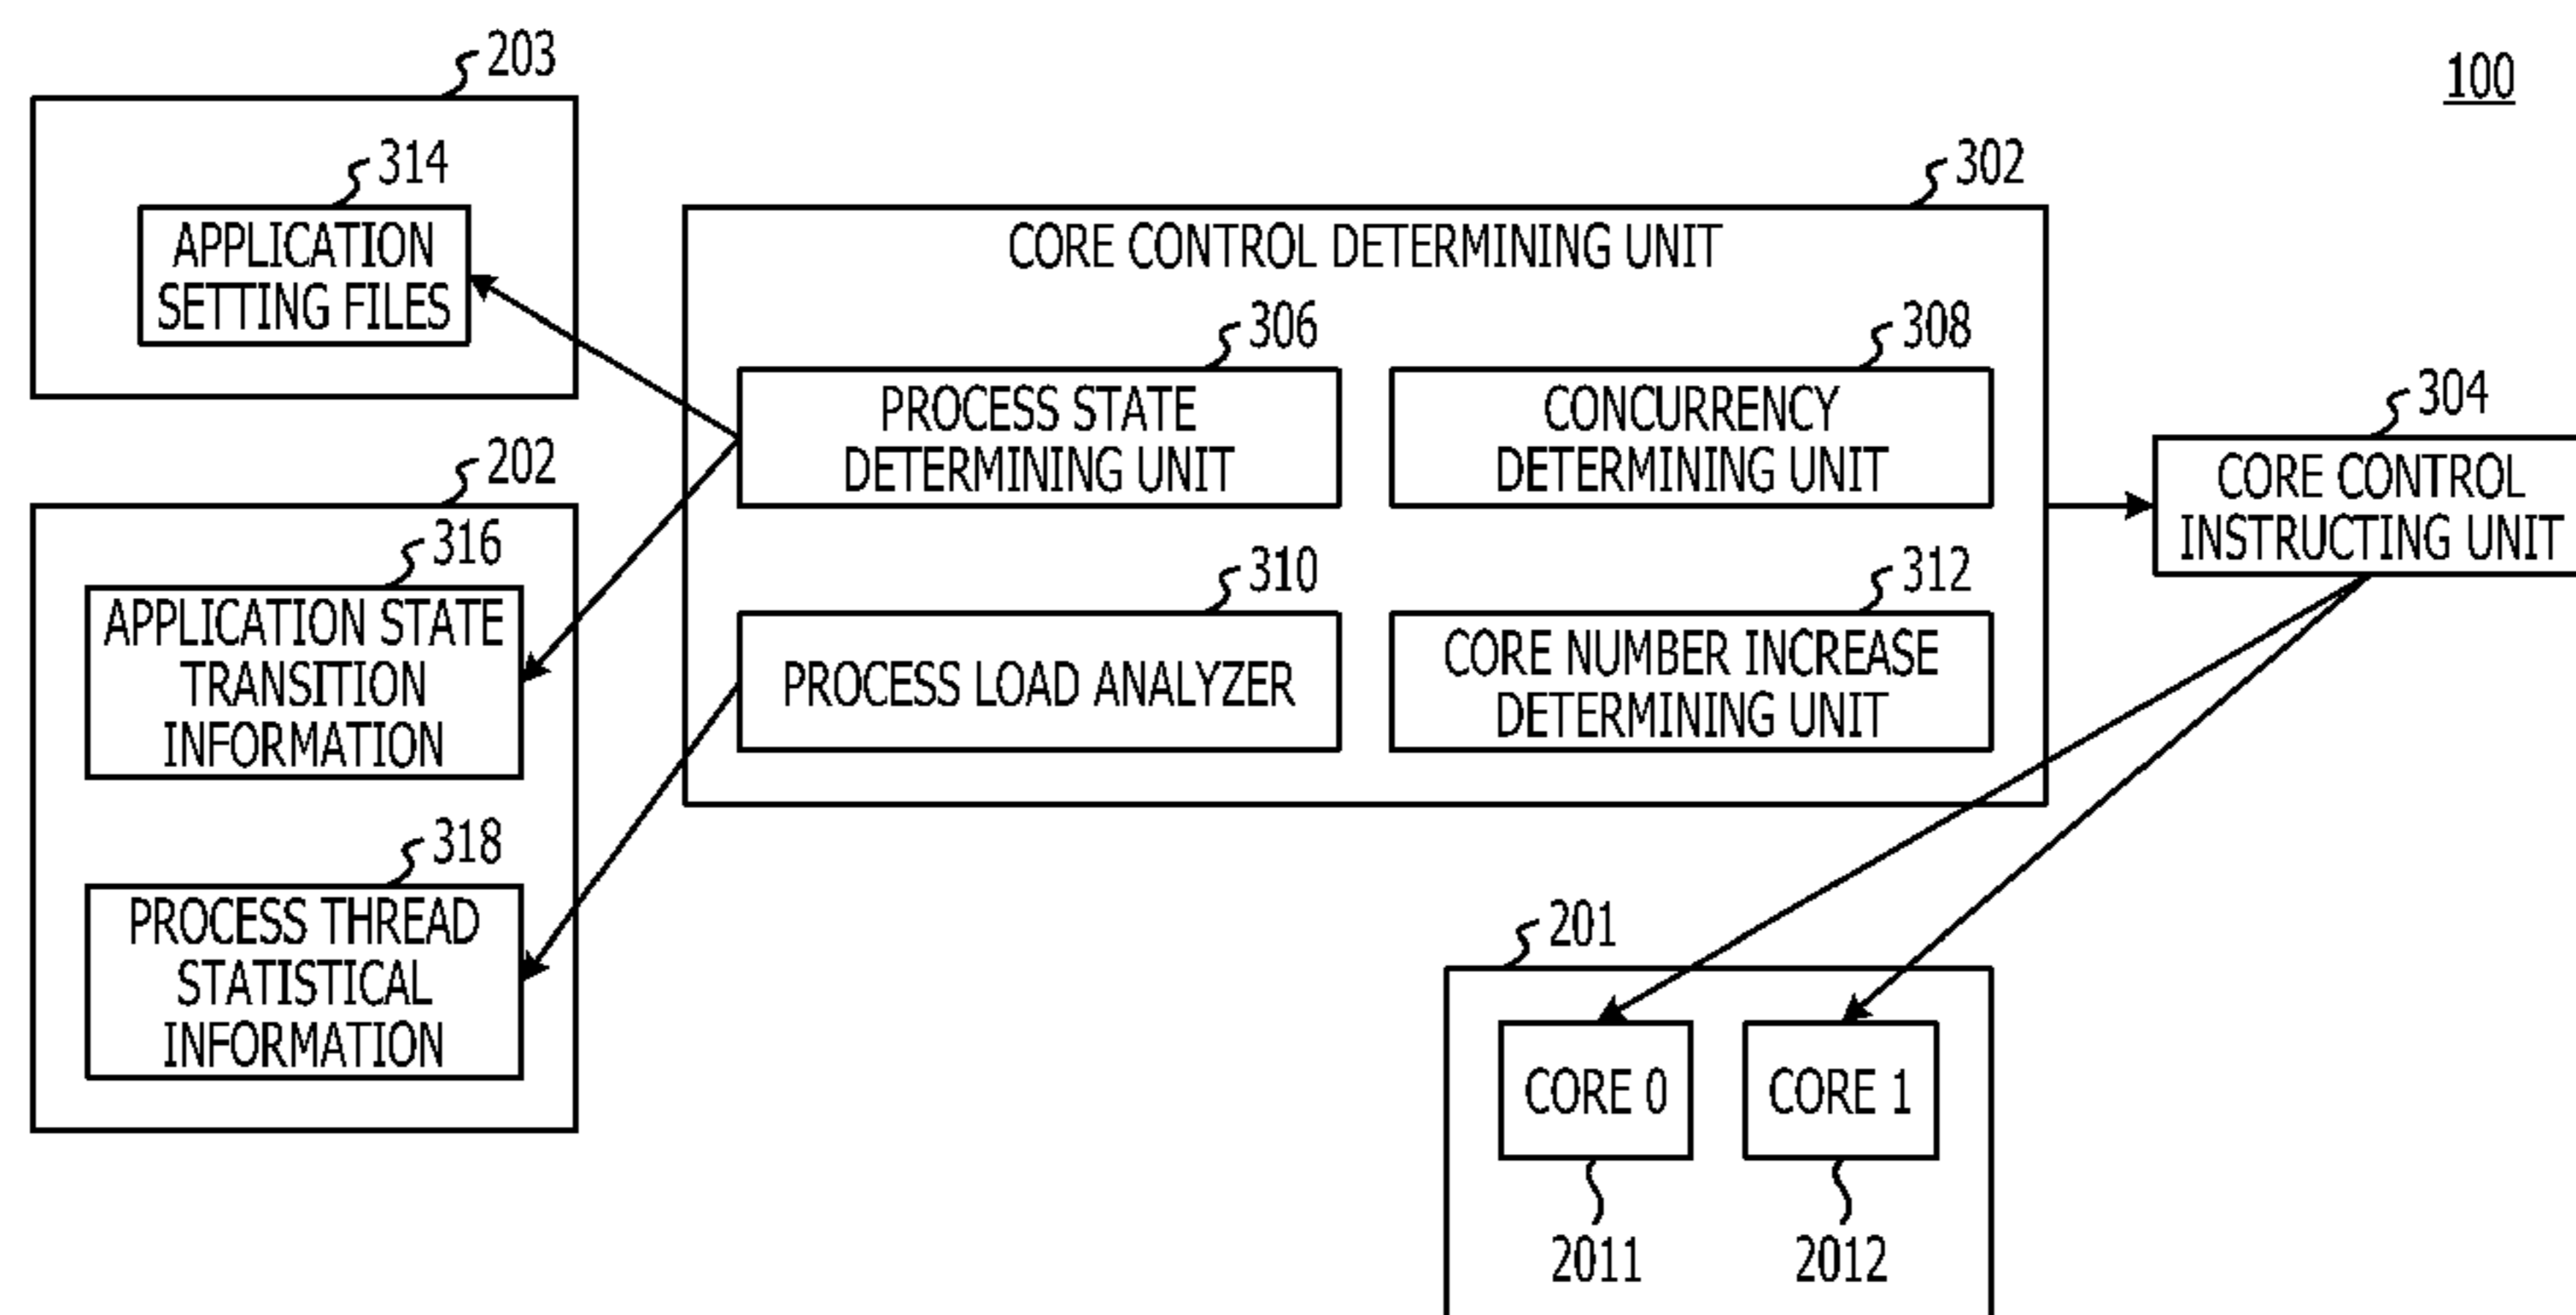 203
100
314
APPLICATION
SETTING FILES
302
CORE CONTROL DETERMINING UNIT
306
PROCESS STATE
DETERMINING UNIT
308
CONCURRENCY
DETERMINING UNIT
304
CORE CONTROL
INSTRUCTING UNIT
202
316
APPLICATION STATE
TRANSITION
INFORMATION
310
PROCESS LOAD ANALYZER
312
CORE NUMBER INCREASE
DETERMINING UNIT
318
PROCESS THREAD
STATISTICAL
INFORMATION
201
CORE 0
CORE 1
2011
2012